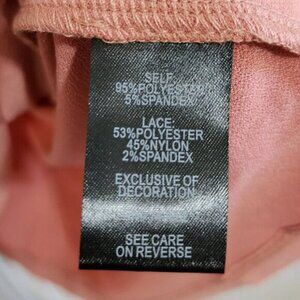 SELF:
95%POLYESTER
5%SPANDEX
LACE:
53%POLYESTER
45%NYLON
2%SPANDEX
EXCLUSIVE OF
DECORATION
SEE CARE
ON REVERSE